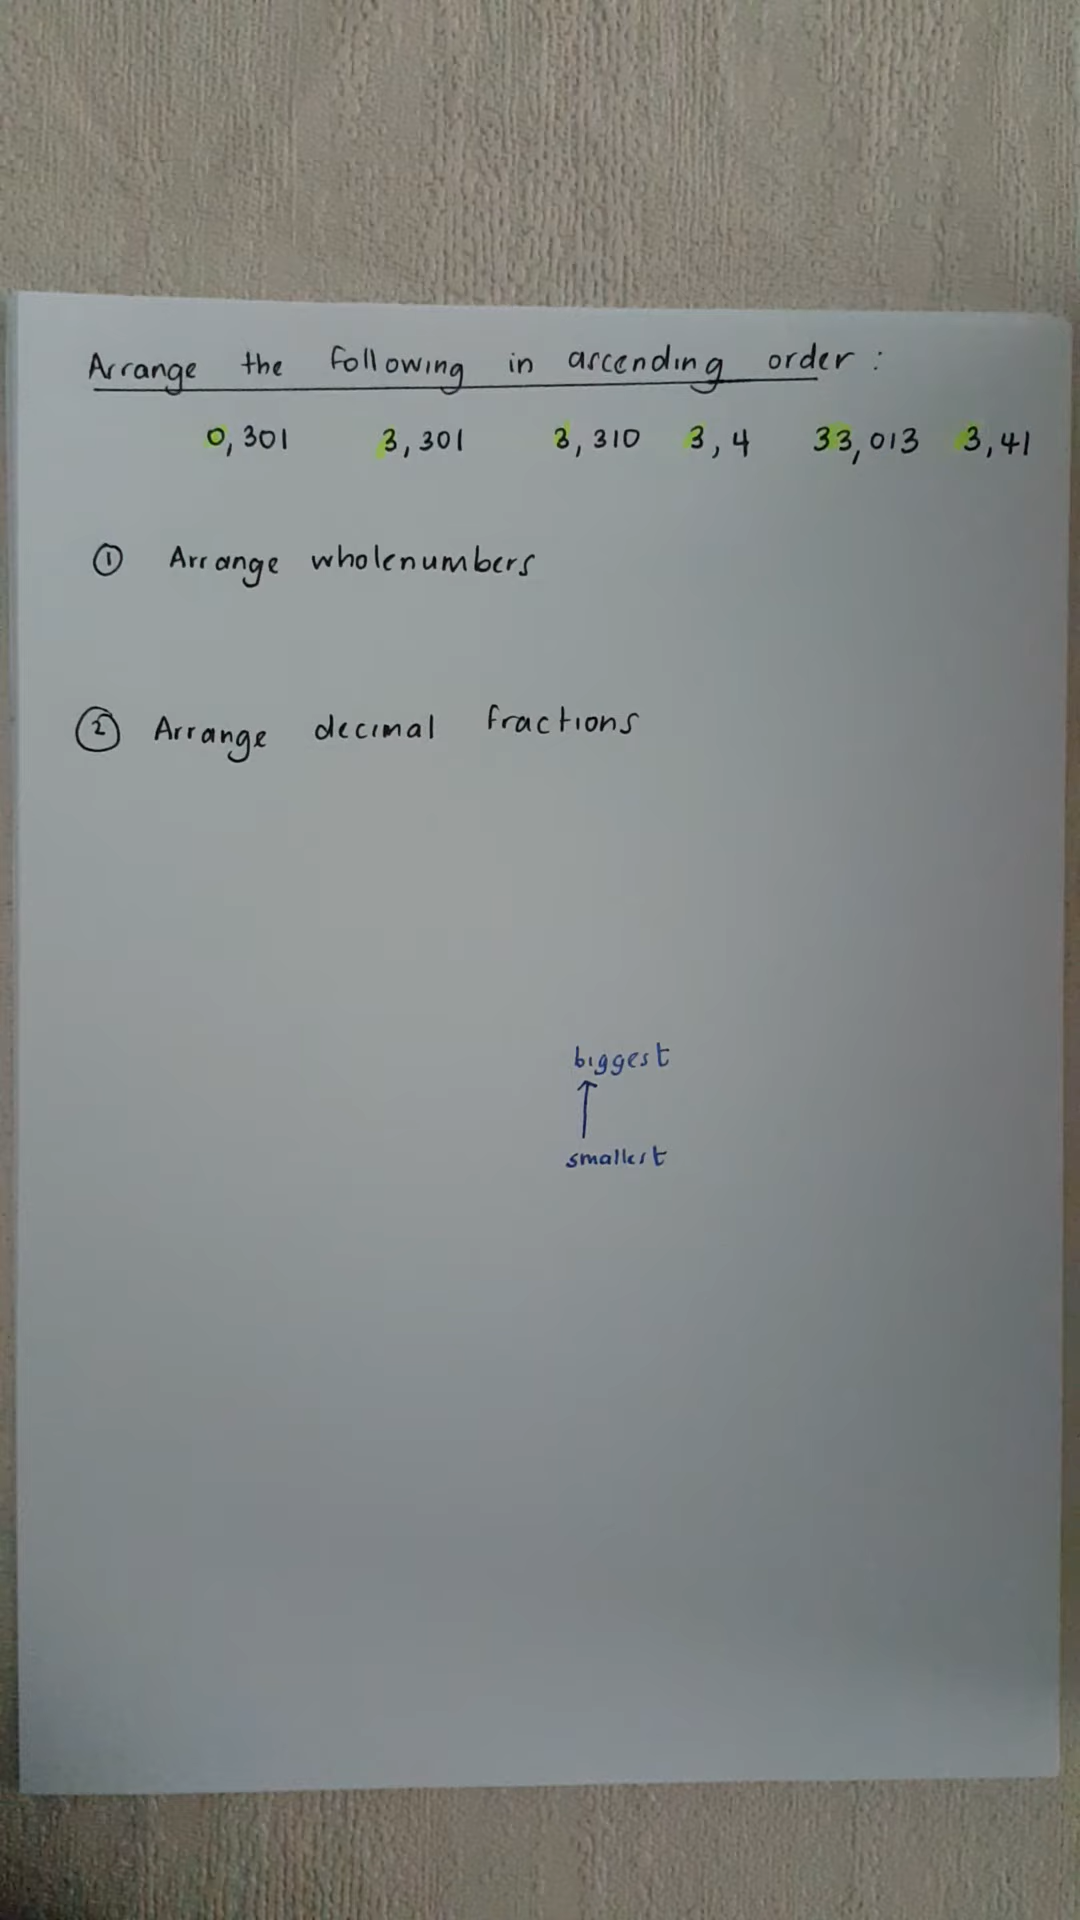 Arrange the following in ascending order :
0,301 3,301 3,310 3,4 33,013 3,41
① Arrange wholenumbers
② Arrange decimal fractions
biggest
↑
smallest